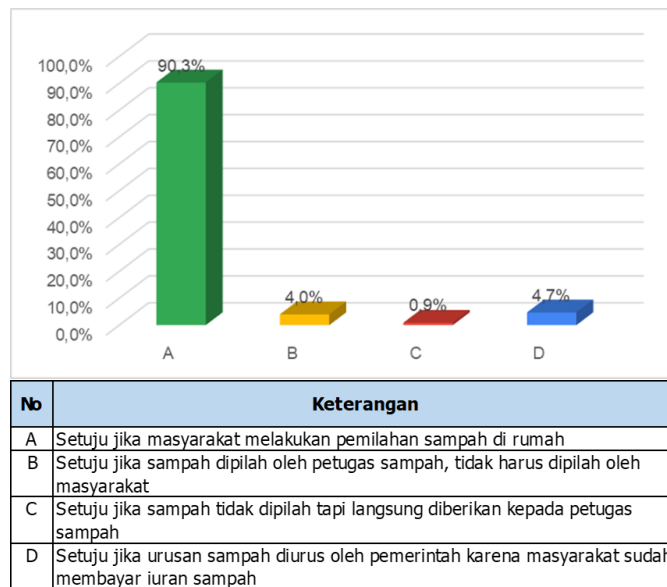 100,0%
90,0%
80,0%
70,0%
60,0%
50,0%
40,0%
30,0%
20,0%
10,0%
0,0%
90,3%
4,0%
0,9%
4,7%
A B C D
No Keterangan
A Setuju jika masyarakat melakukan pemilahan sampah di rumah
B Setuju jika sampah dipilah oleh petugas sampah, tidak harus dipilah oleh
masyarakat
C Setuju jika sampah tidak dipilah tapi langsung diberikan kepada petugas
sampah
D Setuju jika urusan sampah diurus oleh pemerintah karena masyarakat sudah
membayar iuran sampah